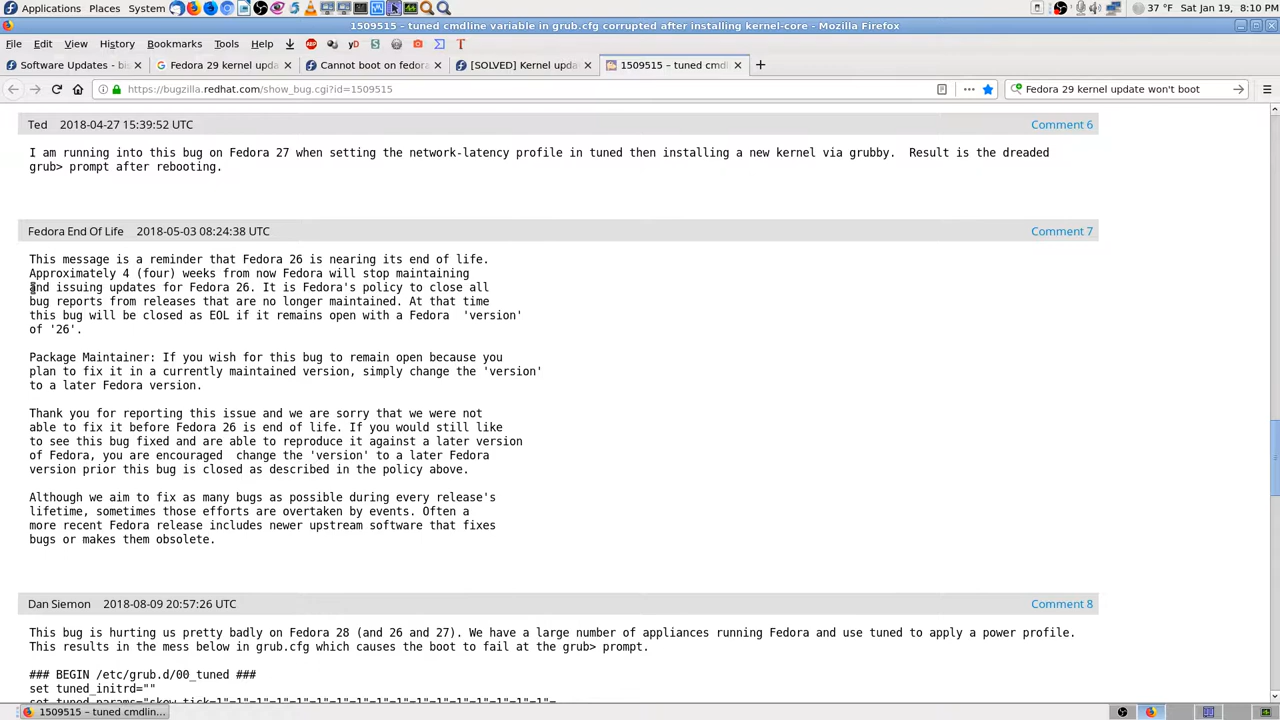 Applications Places System 37 °F Sat Jan 19, 8:10 PM
1509515 – tuned cmdline variable in grub.cfg corrupted after installing kernel-core - Mozilla Firefox
File Edit View History Bookmarks Tools Help
Software Updates - bis Fedora 29 kernel upda Cannot boot on fedora [SOLVED] Kernel upda 1509515 – tuned cmd
https://bugzilla.redhat.com/show_bug.cgi?id=1509515 Fedora 29 kernel update won't boot
Ted 2018-04-27 15:39:52 UTC Comment 6
I am running into this bug on Fedora 27 when setting the network-latency profile in tuned then installing a new kernel via grubby. Result is the dreaded
grub> prompt after rebooting.
Fedora End Of Life 2018-05-03 08:24:38 UTC Comment 7
This message is a reminder that Fedora 26 is nearing its end of life.
Approximately 4 (four) weeks from now Fedora will stop maintaining
and issuing updates for Fedora 26. It is Fedora's policy to close all
bug reports from releases that are no longer maintained. At that time
this bug will be closed as EOL if it remains open with a Fedora 'version'
of '26'.
Package Maintainer: If you wish for this bug to remain open because you
plan to fix it in a currently maintained version, simply change the 'version'
to a later Fedora version.
Thank you for reporting this issue and we are sorry that we were not
able to fix it before Fedora 26 is end of life. If you would still like
to see this bug fixed and are able to reproduce it against a later version
of Fedora, you are encouraged change the 'version' to a later Fedora
version prior this bug is closed as described in the policy above.
Although we aim to fix as many bugs as possible during every release's
lifetime, sometimes those efforts are overtaken by events. Often a
more recent Fedora release includes newer upstream software that fixes
bugs or makes them obsolete.
Dan Siemon 2018-08-09 20:57:26 UTC Comment 8
This bug is hurting us pretty badly on Fedora 28 (and 26 and 27). We have a large number of appliances running Fedora and use tuned to apply a power profile.
This results in the mess below in grub.cfg which causes the boot to fail at the grub> prompt.
### BEGIN /etc/grub.d/00_tuned ###
set tuned_initrd=""
set tuned_params="skew_tick=1"=1"=1"=1"=1"=1"=1"=1"=1"=1"=1"=1"=1"=1"=
1509515 – tuned cmdlin...